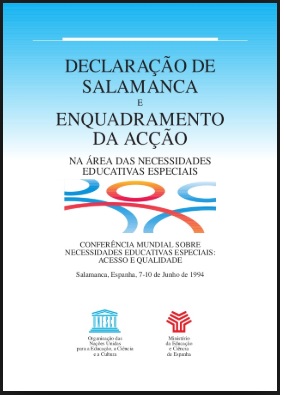 DECLARAÇÃO DE
SALAMANCA
E
ENQUADRAMENTO
DA ACÇÃO
NA ÁREA DAS NECESSIDADES
EDUCATIVAS ESPECIAIS
CONFERÊNCIA MUNDIAL SOBRE
NECESSIDADES EDUCATIVAS ESPECIAIS:
ACESSO E QUALIDADE
Salamanca, Espanha, 7-10 de Junho de 1994
Organização das
Nações Unidas
para a Educação, a Ciência
e a Cultura
Ministério
da Educação
e Ciência
de Espanha